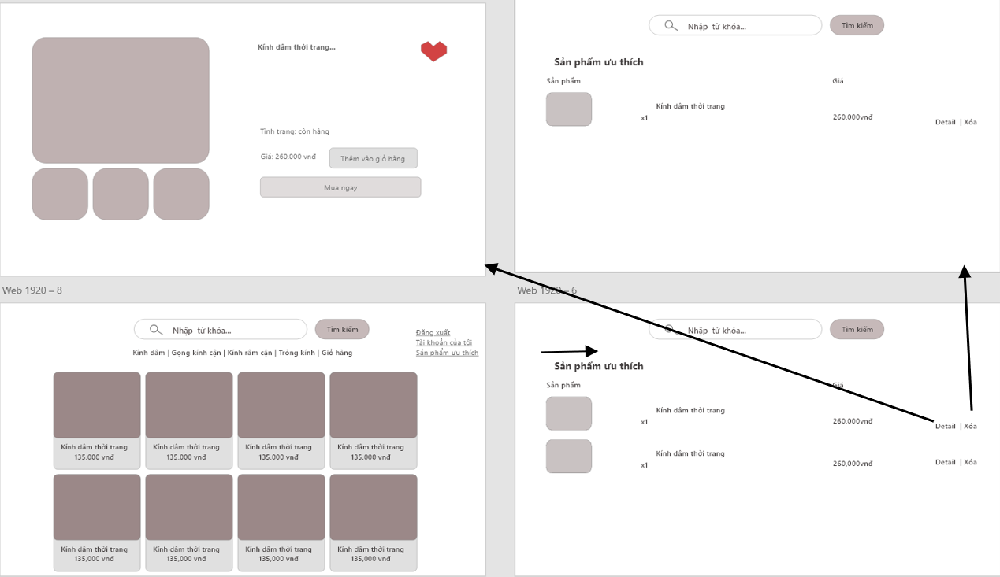 Kính dâm thời trang...
Tình trạng: còn hàng
Giá: 260,000 vnđ
Thêm vào giỏ hàng
Mua ngay
Nhập từ khóa...
Tìm kiếm
Sản phẩm ưu thích
Sản phẩm
Giá
Kính dâm thời trang
x1
260,000vnđ
Detail | Xóa
Web 1920 – 8
Nhập từ khóa...
Tìm kiếm
Đăng xuất
Tài khoản của tôi
Sản phẩm ưu thích
Kính dâm | Gọng kính cận | Kính râm cận | Tròng kính | Giỏ hàng
Kính dâm thời trang
135,000 vnđ
Kính dâm thời trang
135,000 vnđ
Kính dâm thời trang
135,000 vnđ
Kính dâm thời trang
135,000 vnđ
Kính dâm thời trang
135,000 vnđ
Kính dâm thời trang
135,000 vnđ
Kính dâm thời trang
135,000 vnđ
Kính dâm thời trang
135,000 vnđ
Web 1920 – 6
Nhập từ khóa...
Tìm kiếm
Sản phẩm ưu thích
Sản phẩm
Giá
Kính dâm thời trang
x1
260,000vnđ
Detail | Xóa
Kính dâm thời trang
x1
260,000vnđ
Detail | Xóa